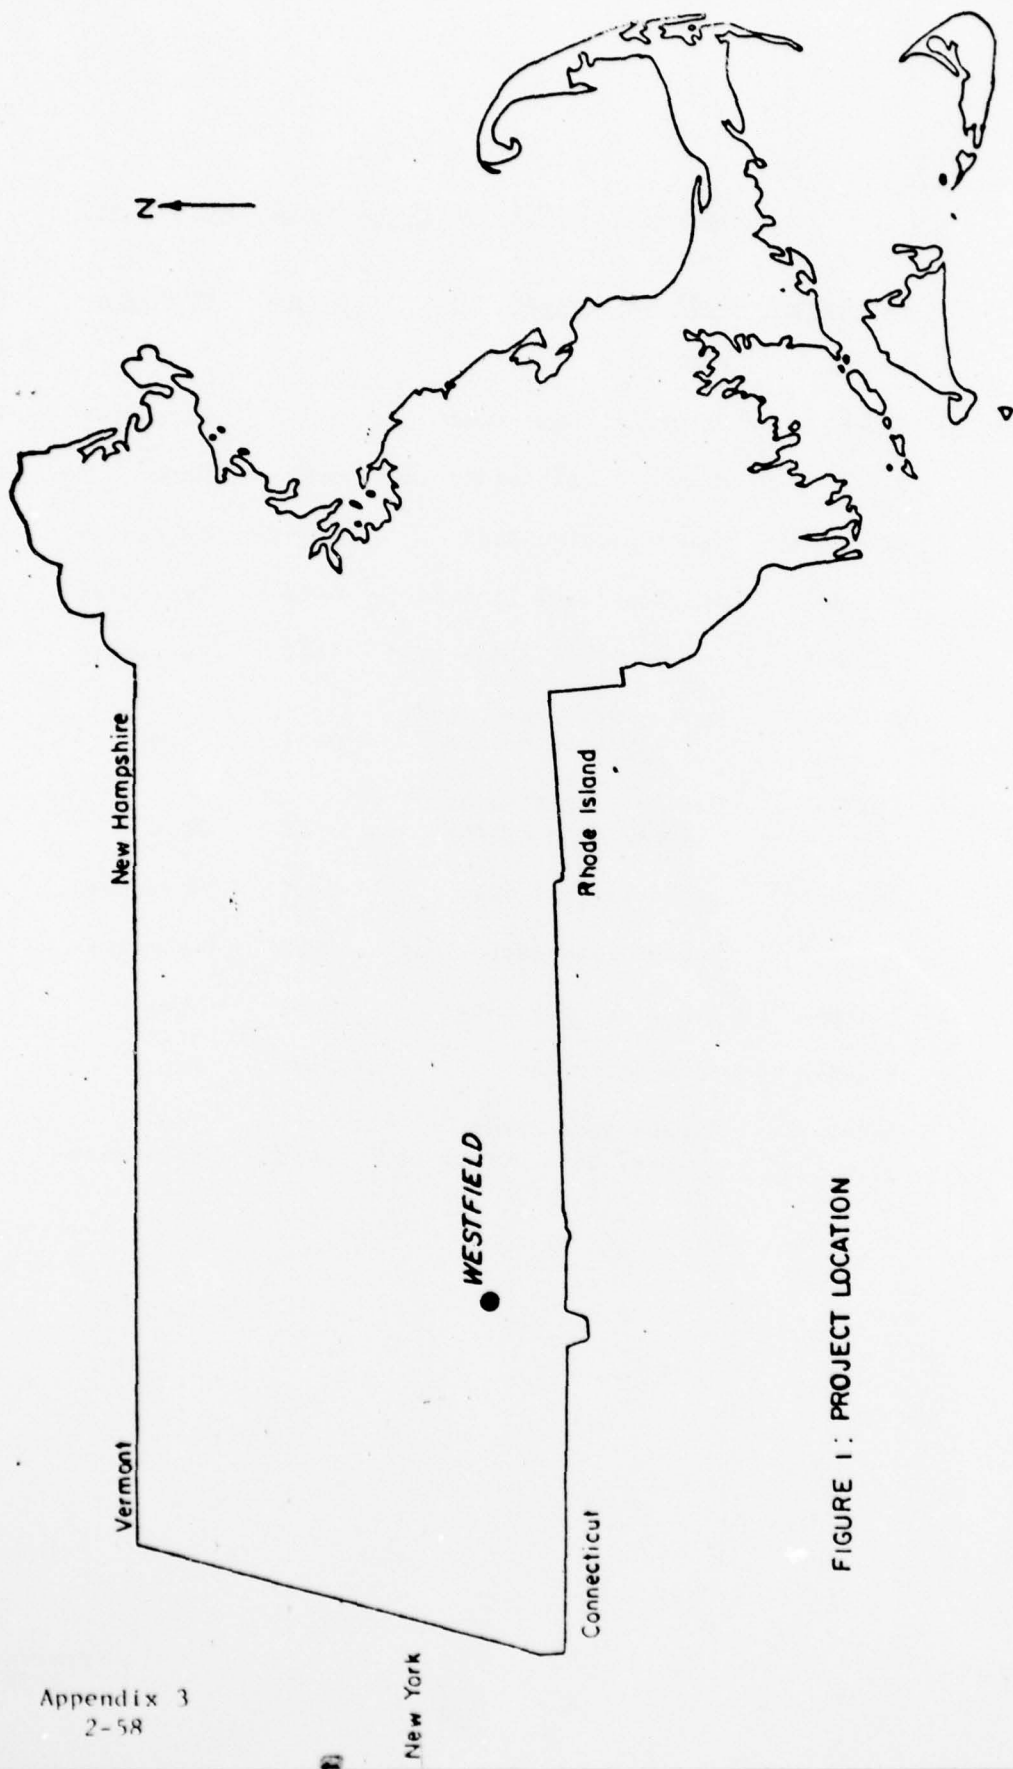 N
Vermont
New Hampshire
New York
WESTFIELD
Connecticut
Rhode Island
FIGURE 1 : PROJECT LOCATION
Appendix 3
2-58